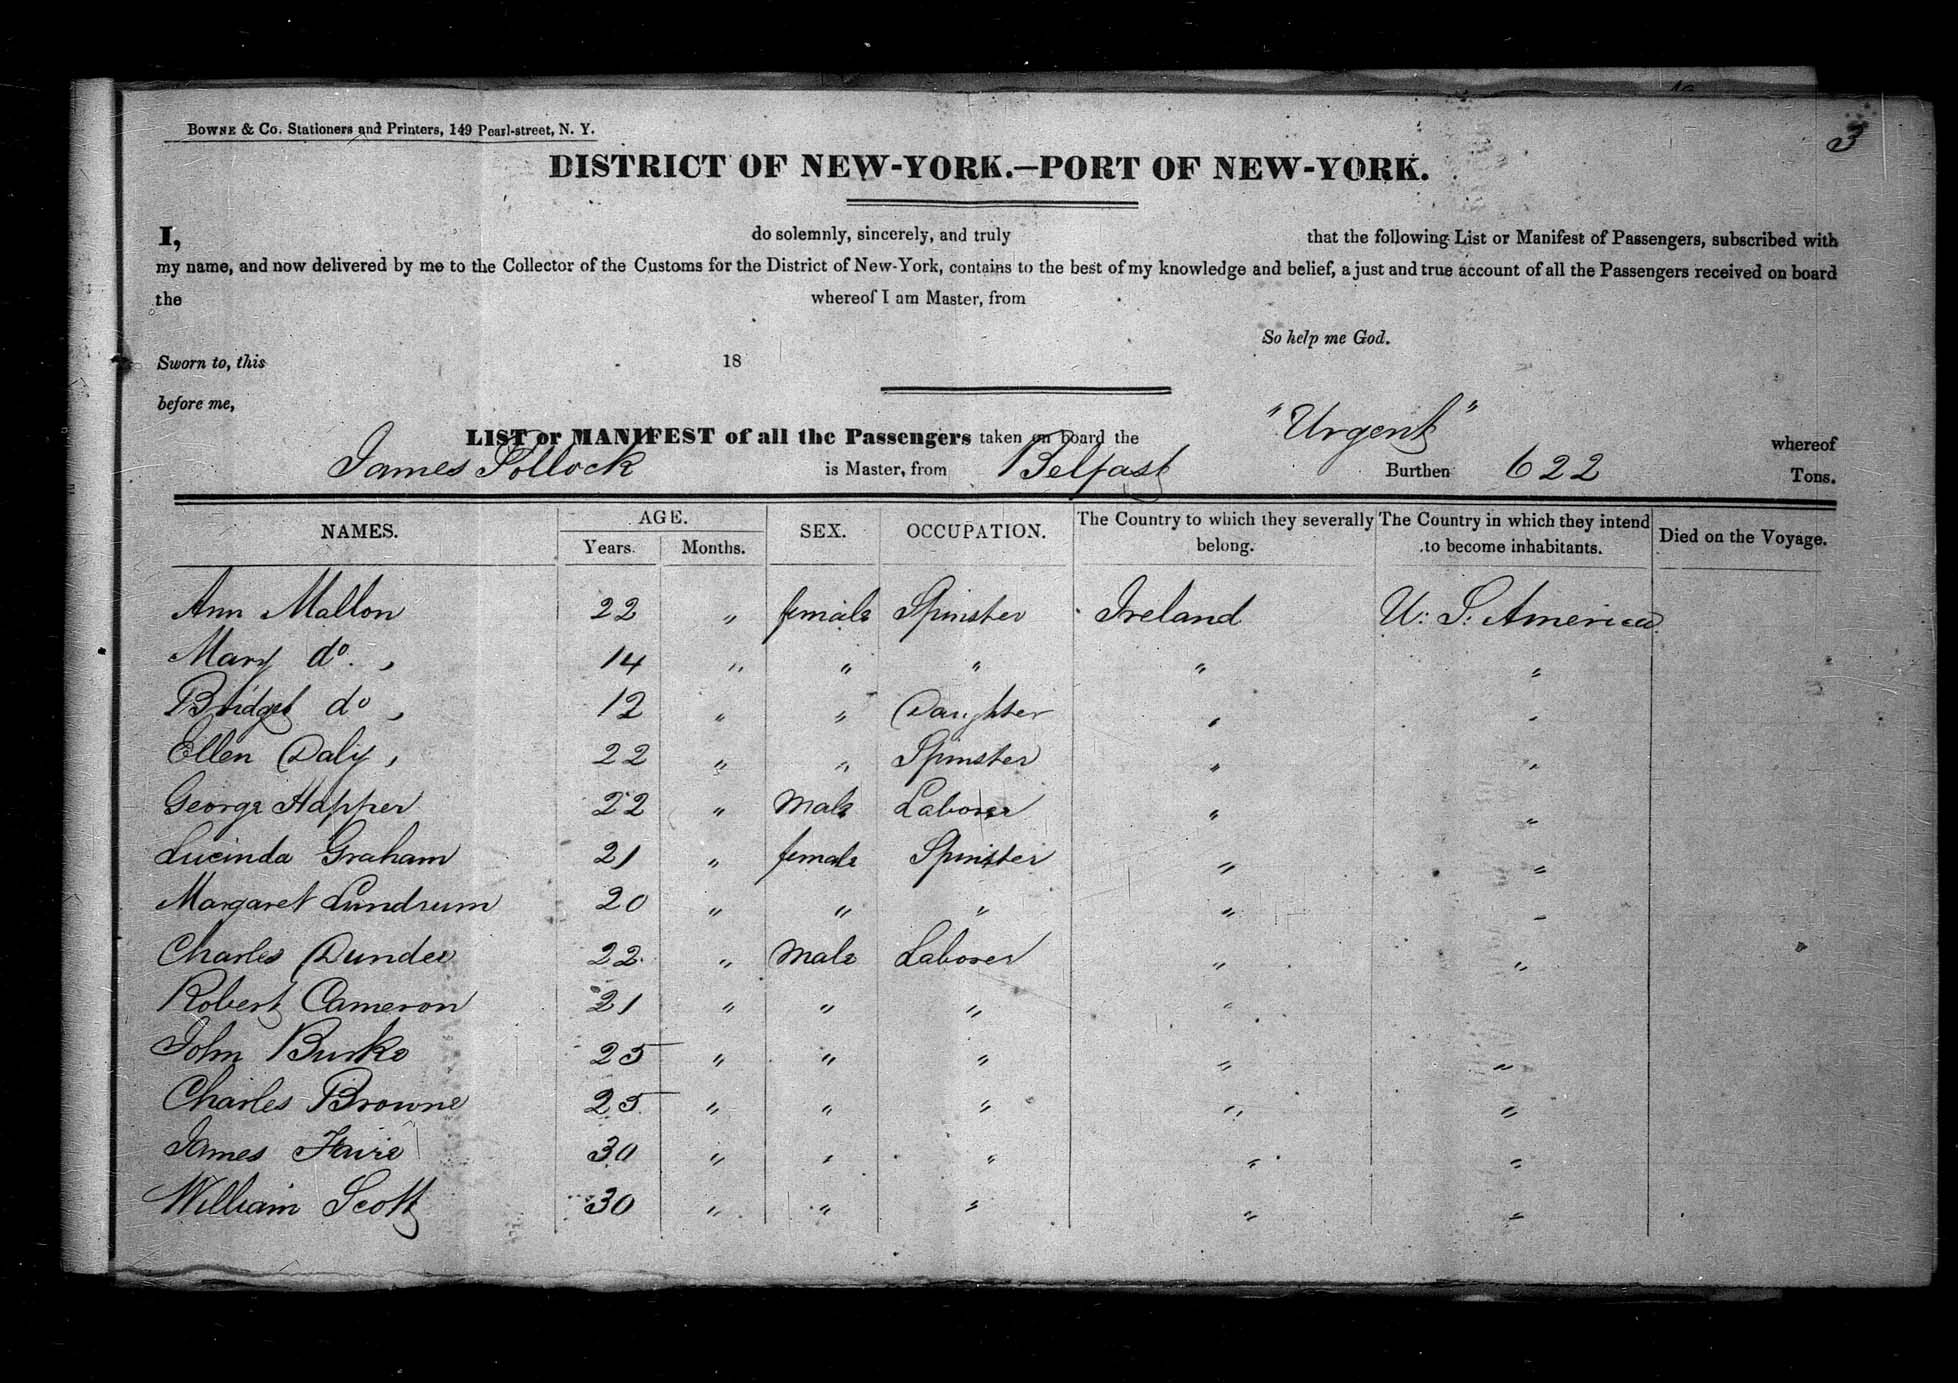 3
BOWNE & Co. Stationers and Printers, 149 Pearl-street, N. Y.
DISTRICT OF NEW-YORK.—PORT OF NEW-YORK.
I, do solemnly, sincerely, and truly that the following List or Manifest of Passengers, subscribed with
my name, and now delivered by me to the Collector of the Customs for the District of New-York, contains to the best of my knowledge and belief, a just and true account of all the Passengers received on board
the whereof I am Master, from
So help me God.
Sworn to, this 18
before me,
LIST or MANIFEST of all the Passengers taken on board the "Urgent" whereof
James Pollock is Master, from Belfast Burthen 622 Tons.
NAMES. AGE. Years. Months. SEX. OCCUPATION. The Country to which they severally belong. The Country in which they intend to become inhabitants. Died on the Voyage.
Ann Mallon 22 " female Spinster Ireland U: S. America
Mary do. , 14 " " " " "
Bridget do , 12 " " Daughter " "
Ellen Daly , 22 " " Spinster " "
George Happer 22 " Male Laborer " "
Lucinda Graham 21 " female Spinster " "
Margaret Lundrum 20 " " " " "
Charles Dundee 22 " Male Laborer " "
Robert Cameron 21 " " " "
John Burke 25 " " " " "
Charles Browne 25 " " " " "
James 30 " " " " "
William Scott 30 " " " " "